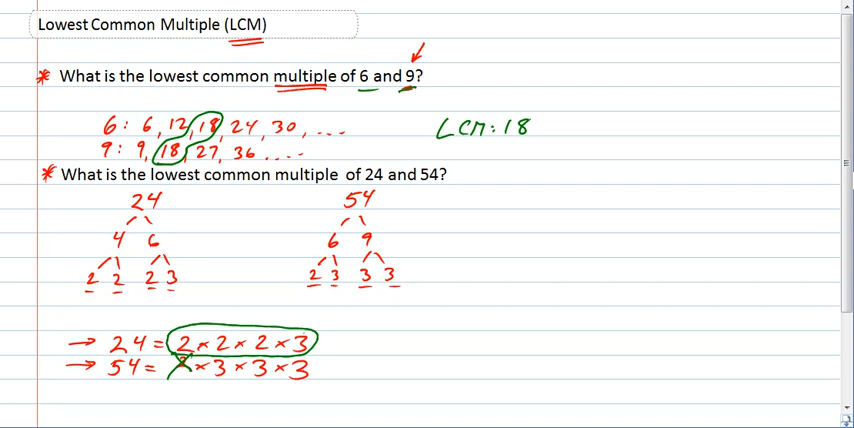 Lowest Common Multiple (LCM)
* What is the lowest common multiple of 6 and 9?
6: 6, 12, 18, 24, 30, ....
LCM: 18
9: 9, 18, 27, 36 ....
* What is the lowest common multiple of 24 and 54?
24 54
4 6 6 9
2 2 2 3 2 3 3 3
→ 24 = 2 × 2 × 2 × 3
→ 54 = 2 × 3 × 3 × 3